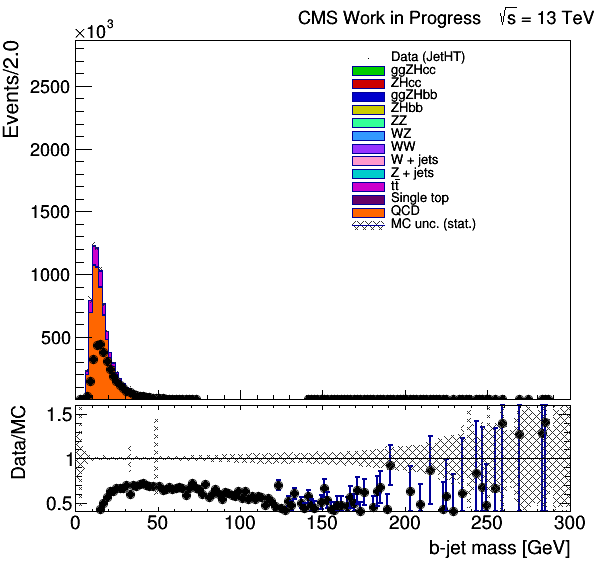 CMS Work in Progress √s = 13 TeV
×10³
Events/2.0
2500
2000
1500
1000
500
Data (JetHT)
ggZHcc
ZHcc
ggZHbb
ZHbb
ZZ
WZ
WW
W + jets
Z + jets
tt̄
Single top
QCD
MC unc. (stat.)
Data/MC
1.5
1
0.5
0 50 100 150 200 250 300
b-jet mass [GeV]